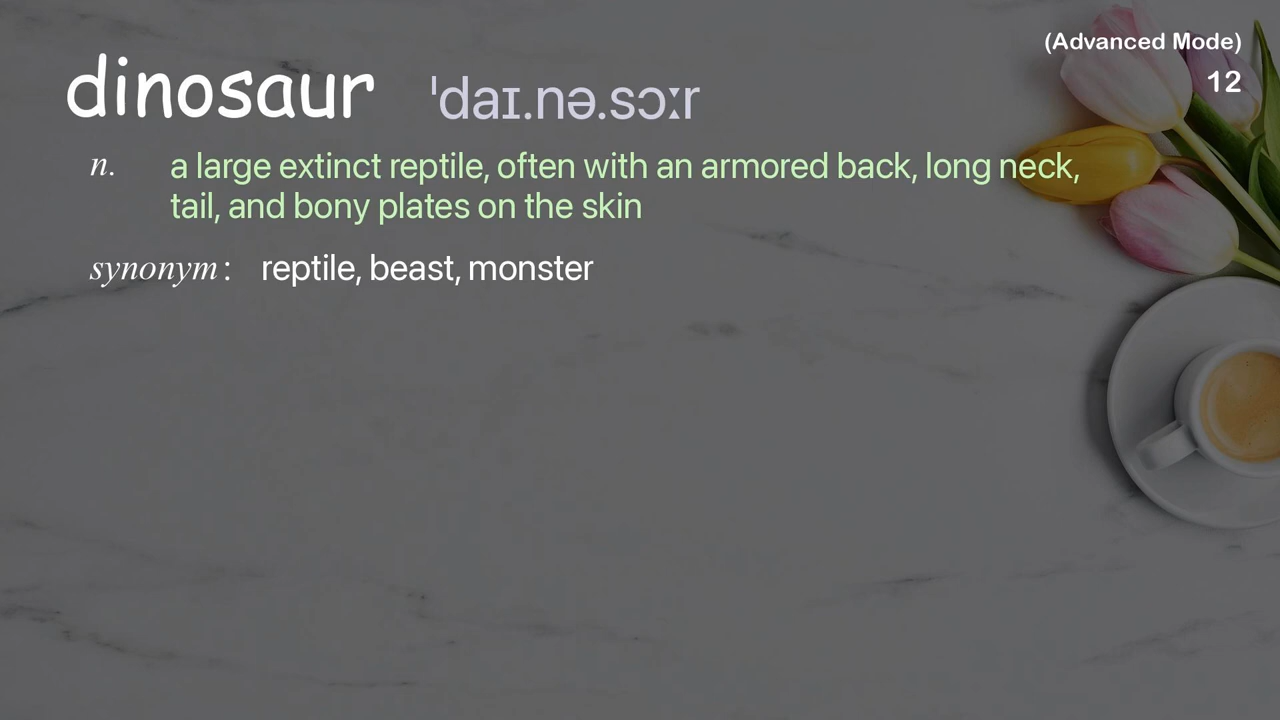 (Advanced Mode)
12
dinosaur ˈdaɪ.nə.sɔːr
n. a large extinct reptile, often with an armored back, long neck,
tail, and bony plates on the skin
synonym: reptile, beast, monster